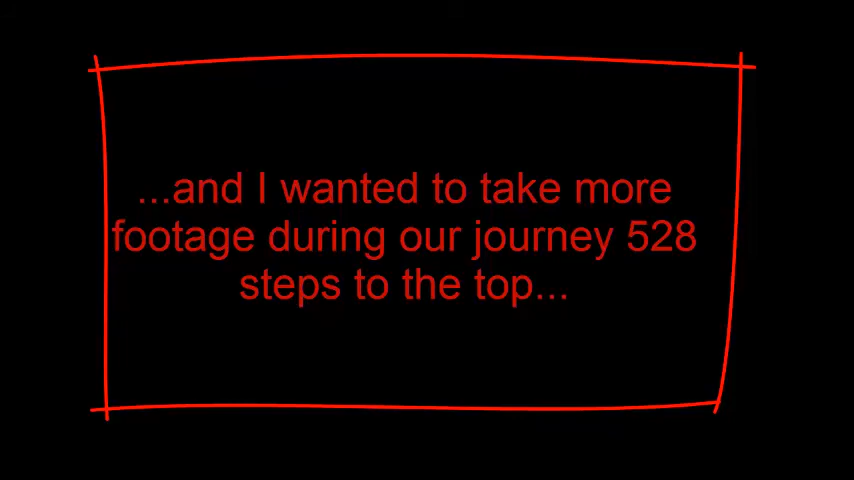 ...and I wanted to take more
footage during our journey 528
steps to the top...